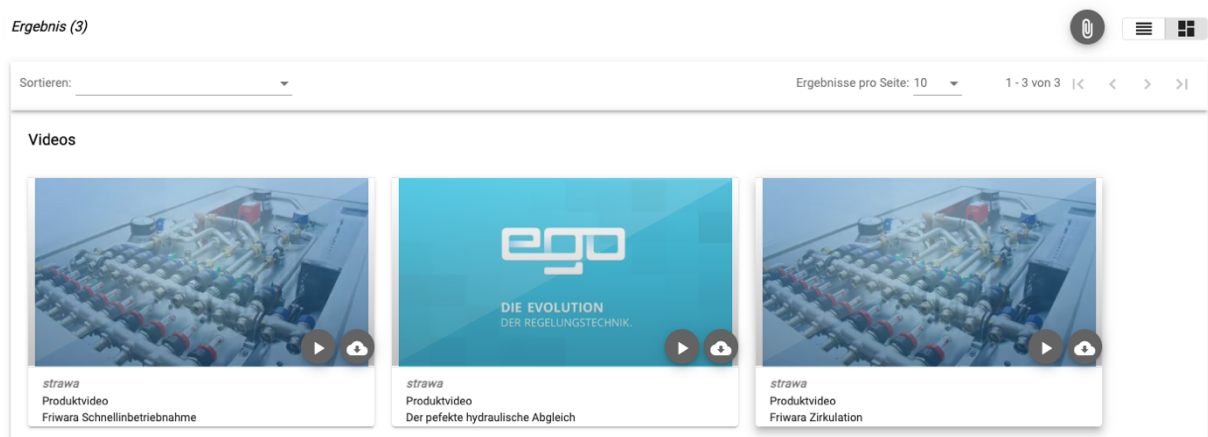 Ergebnis (3)
Sortieren:
Ergebnisse pro Seite: 10
1 - 3 von 3
Videos
ego
DIE EVOLUTION
DER REGELUNGSTECHNIK.
strawa
Produktvideo
Friwara Schnellinbetriebnahme
strawa
Produktvideo
Der pefekte hydraulische Abgleich
strawa
Produktvideo
Friwara Zirkulation